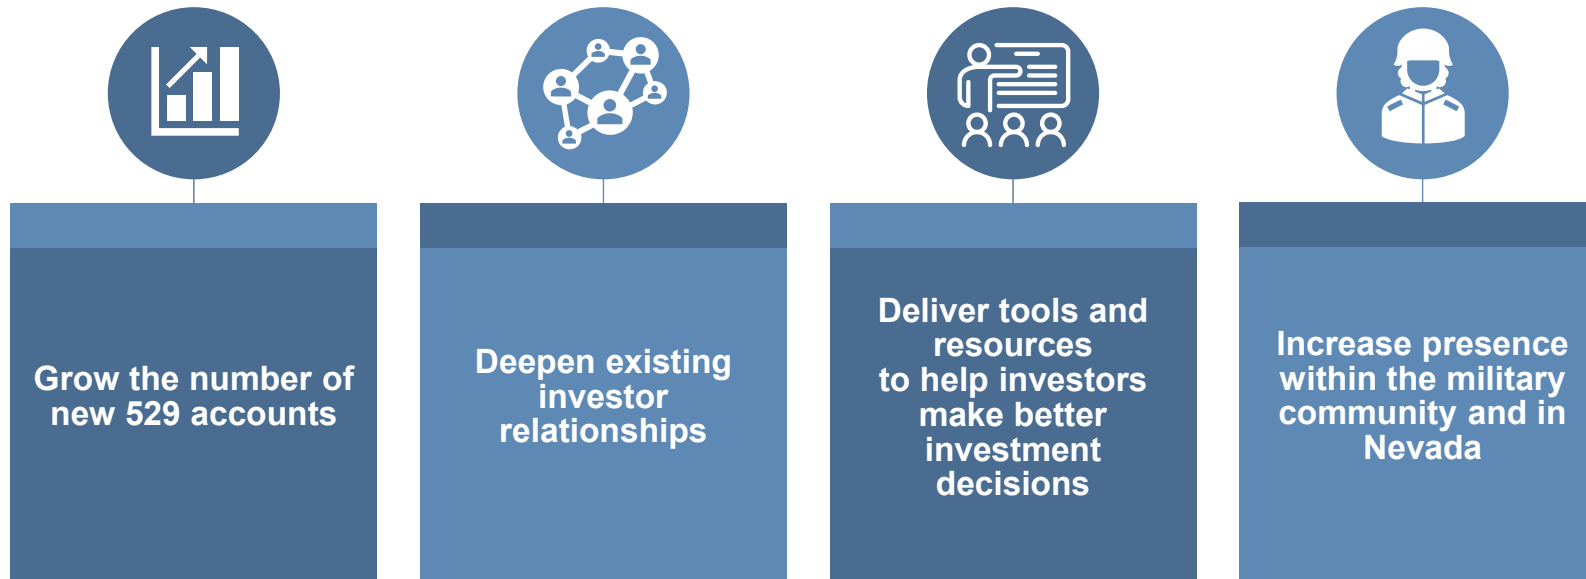 Grow the number of
new 529 accounts
Deepen existing
investor
relationships
Deliver tools and
resources
to help investors
make better
investment
decisions
Increase presence
within the military
community and in
Nevada